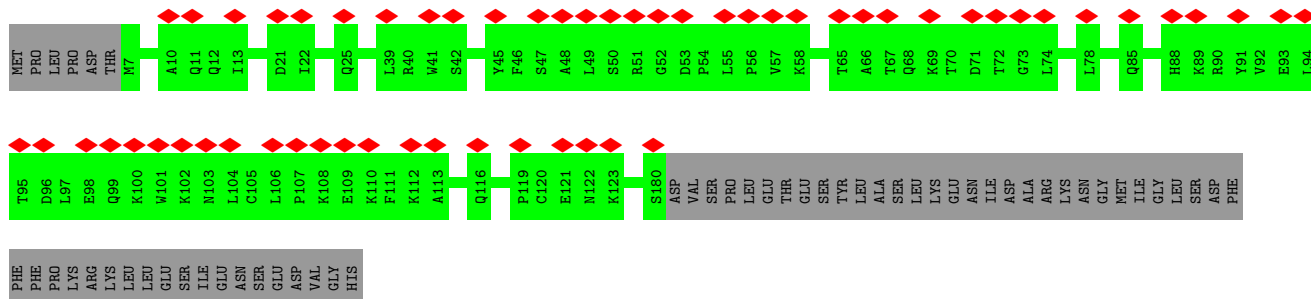 MET PRO LEU PRO ASP THR M7 A10 Q11 Q12 I13 D21 I22 Q25 L39 R40 W41 S42 Y45 F46 S47 A48 L49 S50 R51 G52 D53 P54 L55 P56 V57 K58 T65 A66 T67 Q68 K69 T70 D71 T72 G73 L74 L78 Q85 H88 K89 R90 Y91 V92 E93 L94
T95 D96 L97 E98 Q99 K100 W101 K102 N103 L104 C105 L106 P107 K108 E109 K110 F111 K112 A113 Q116 P119 C120 E121 N122 K123 S180 ASP VAL SER PRO LEU GLU THR GLU SER TYR LEU ALA SER LEU LYS GLU ASN ILE ASP ALA ARG LYS ASN GLY MET ILE GLY LEU SER ASP PHE
PHE PHE PRO LYS ARG LYS LEU LEU GLU SER ILE GLU ASN SER GLU ASP VAL GLY HIS